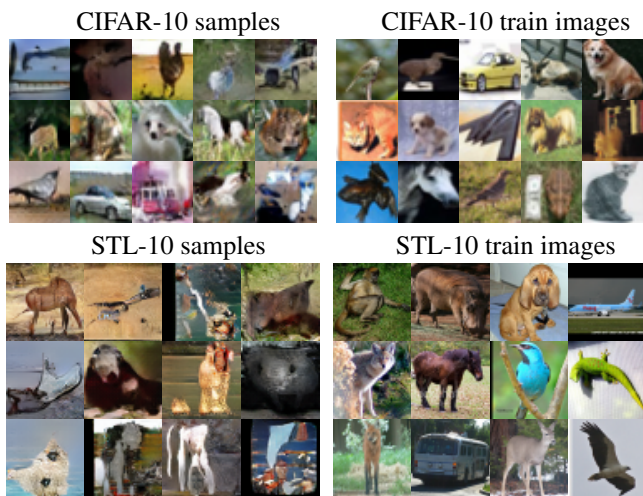 CIFAR-10 samples
CIFAR-10 train images
STL-10 samples
STL-10 train images